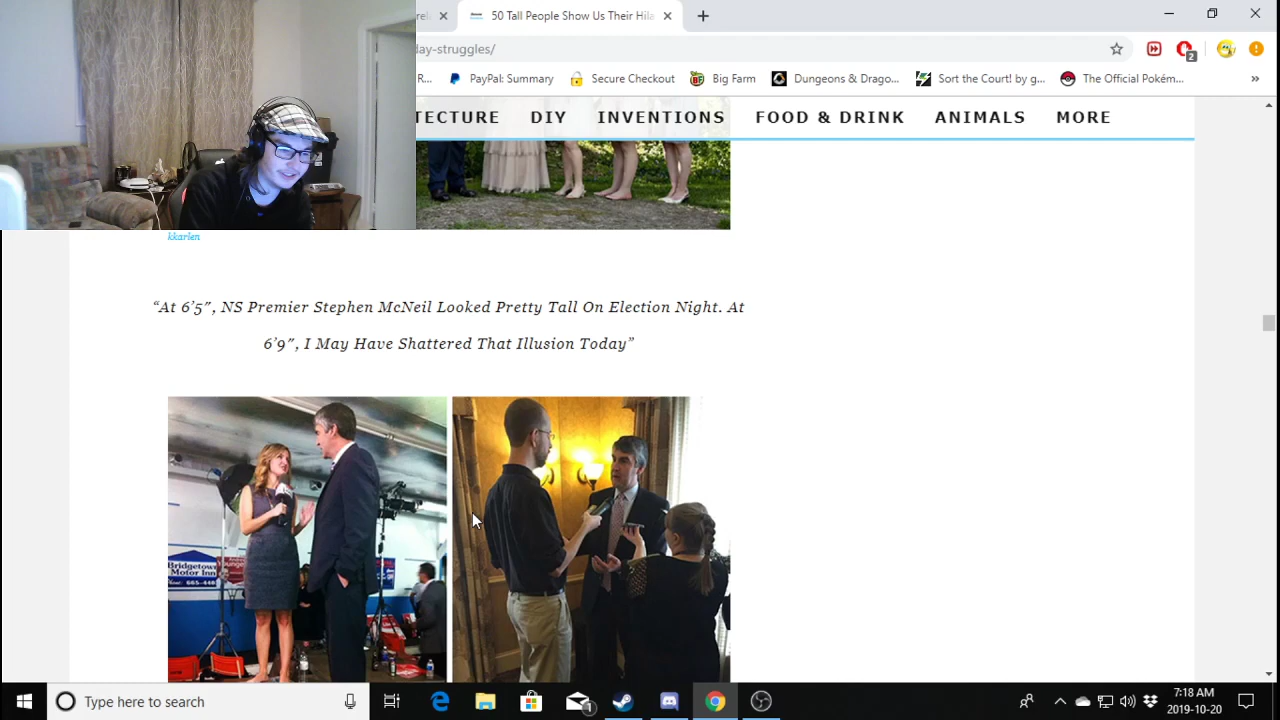 rel
50 Tall People Show Us Their Hila
day-struggles/
2
R...
PayPal: Summary
Secure Checkout
Big Farm
Dungeons & Drago...
Sort the Court! by g...
The Official Pokém...
»
TECTURE
DIY
INVENTIONS
FOOD & DRINK
ANIMALS
MORE
kkarlen
“At 6’5″, NS Premier Stephen McNeil Looked Pretty Tall On Election Night. At
6’9″, I May Have Shattered That Illusion Today”
Bridgetown
Motor Inn
Type here to search
1
7:18 AM
2019-10-20